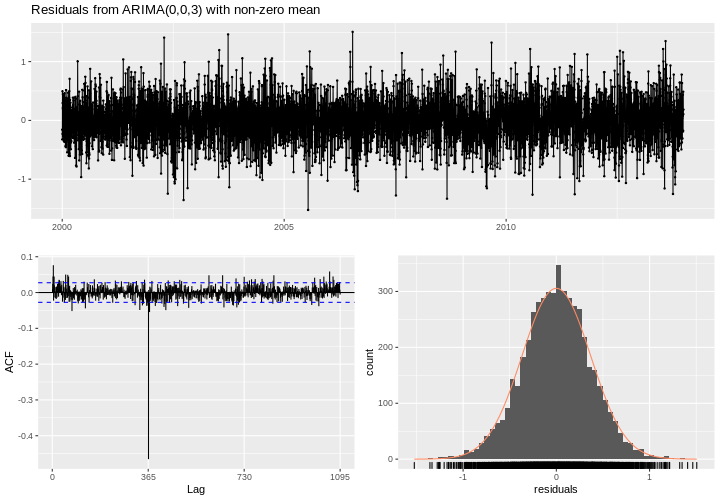 Residuals from ARIMA(0,0,3) with non-zero mean
1
0
-1
2000 2005 2010
0.1
0.0
-0.1
-0.2
-0.3
-0.4
ACF
0 365 730 1095
Lag
300
200
100
0
count
-1 0 1
residuals